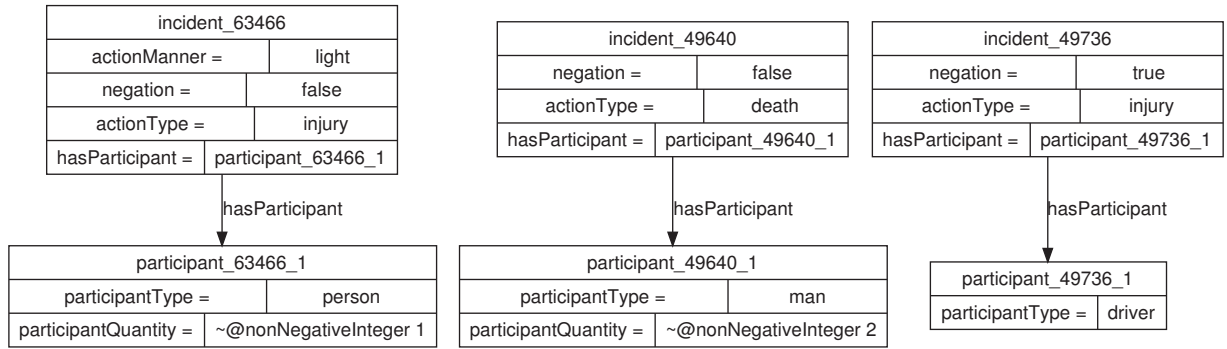 incident_63466
actionManner = light
negation = false
actionType = injury
hasParticipant = participant_63466_1
hasParticipant
participant_63466_1
participantType = person
participantQuantity = ~@nonNegativeInteger 1
incident_49640
negation = false
actionType = death
hasParticipant = participant_49640_1
hasParticipant
participant_49640_1
participantType = man
participantQuantity = ~@nonNegativeInteger 2
incident_49736
negation = true
actionType = injury
hasParticipant = participant_49736_1
hasParticipant
participant_49736_1
participantType = driver